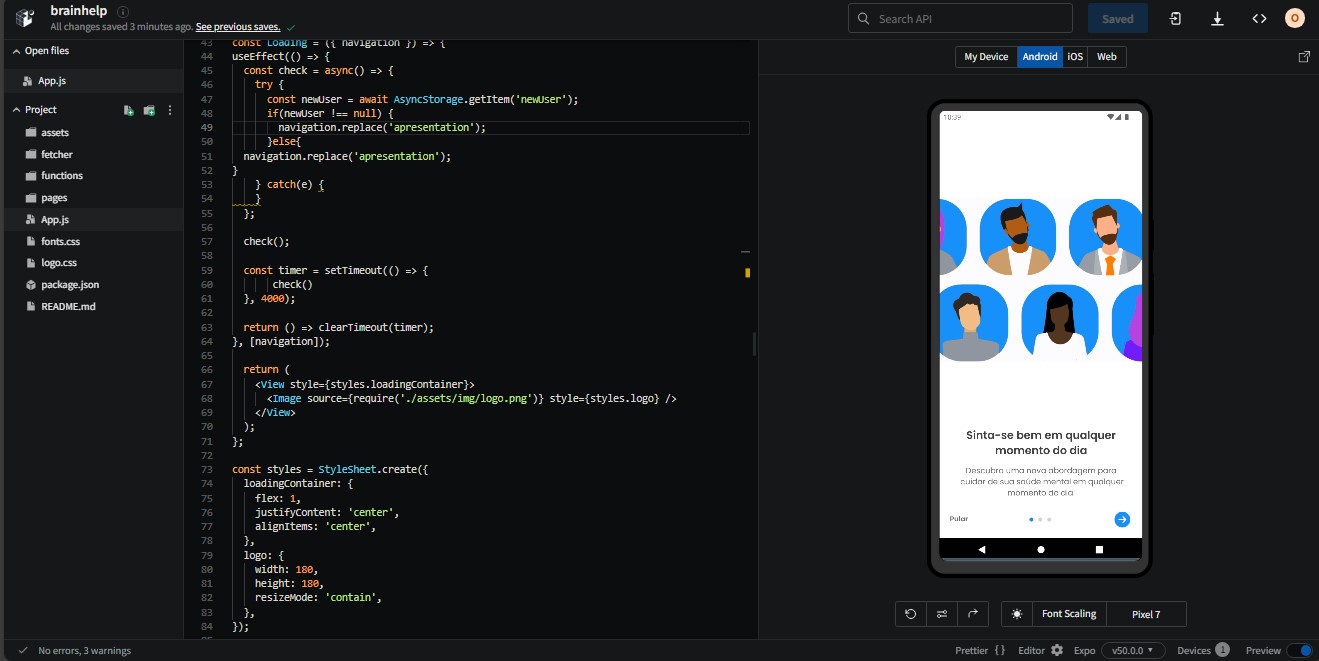 brainhelp
All changes saved 3 minutes ago. See previous saves.
Search API
Saved
O
Open files
App.js
Project
assets
fetcher
functions
pages
App.js
fonts.css
logo.css
package.json
README.md
43 const Loading = ({ navigation }) => {
44 useEffect(() => {
45 const check = async() => {
46 try {
47 const newUser = await AsyncStorage.getItem('newUser');
48 if(newUser !== null) {
49 navigation.replace('apresentation');
50 }else{
51 navigation.replace('apresentation');
52 }
53 } catch(e) {
54 }
55 };
56
57 check();
58
59 const timer = setTimeout(() => {
60 check()
61 }, 4000);
62
63 return () => clearTimeout(timer);
64 }, [navigation]);
65
66 return (
67 <View style={styles.loadingContainer}>
68 <Image source={require('./assets/img/logo.png')} style={styles.logo} />
69 </View>
70 );
71 };
72
73 const styles = StyleSheet.create({
74 loadingContainer: {
75 flex: 1,
76 justifyContent: 'center',
77 alignItems: 'center',
78 },
79 logo: {
80 width: 180,
81 height: 180,
82 resizeMode: 'contain',
83 },
84 });
My Device Android iOS Web
10:39
Sinta-se bem em qualquer
momento do dia
Descubra uma nova abordagem para
cuidar de sua saúde mental em qualquer
momento do dia.
Pular
Font Scaling
Pixel 7
No errors, 3 warnings
Prettier {} Editor Expo v50.0.0 Devices 1 Preview